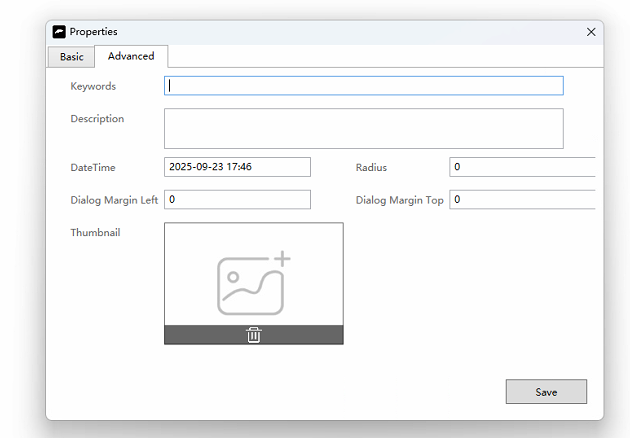 Properties
Basic Advanced
Keywords
Description
DateTime 2025-09-23 17:46 Radius 0
Dialog Margin Left 0 Dialog Margin Top 0
Thumbnail
Save